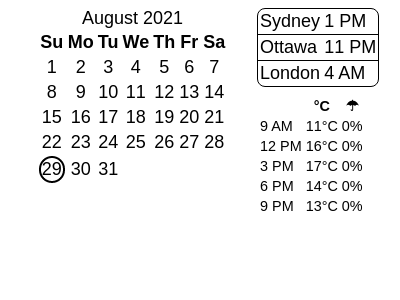 August 2021
Su Mo Tu We Th Fr Sa
1 2 3 4 5 6 7
8 9 10 11 12 13 14
15 16 17 18 19 20 21
22 23 24 25 26 27 28
29 30 31
Sydney 1 PM
Ottawa 11 PM
London 4 AM
°C ☂
9 AM 11°C 0%
12 PM 16°C 0%
3 PM 17°C 0%
6 PM 14°C 0%
9 PM 13°C 0%